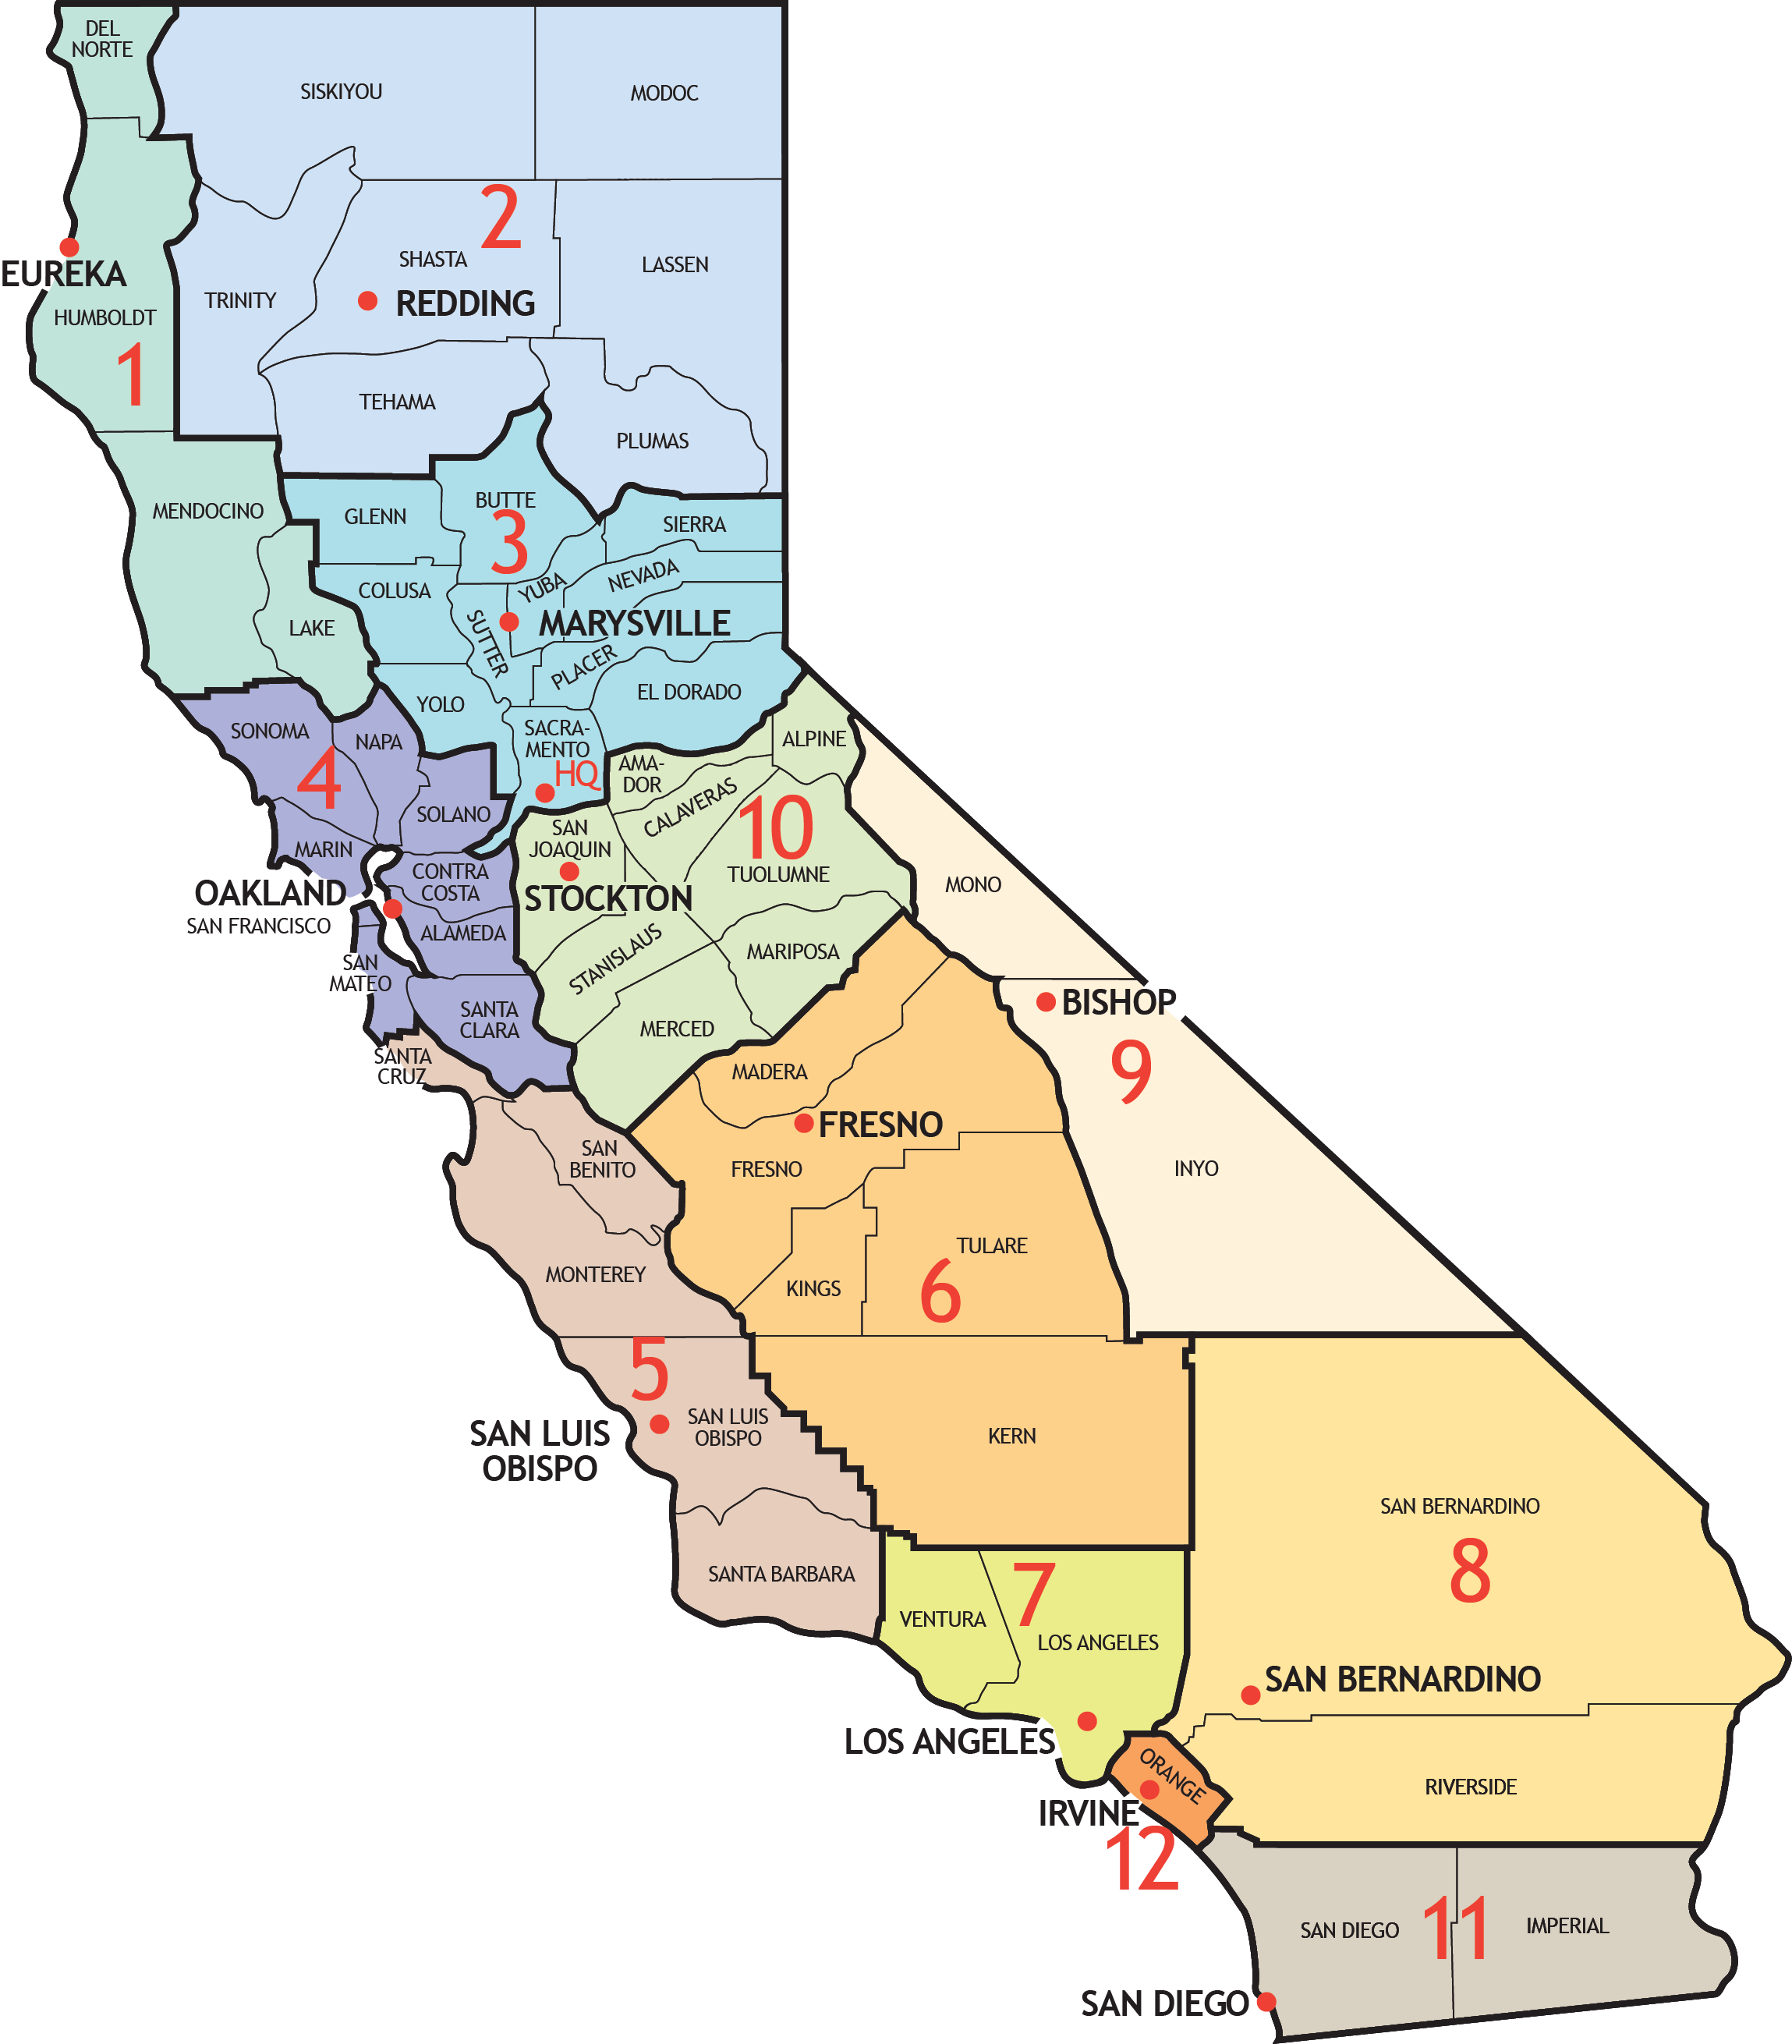 DEL
NORTE
SISKIYOU
MODOC
2
SHASTA
LASSEN
EUREKA
TRINITY
REDDING
HUMBOLDT
1
TEHAMA
PLUMAS
MENDOCINO
GLENN
BUTTE
3
SIERRA
COLUSA
YUBA
NEVADA
LAKE
SUTTER
MARYSVILLE
PLACER
YOLO
EL DORADO
SONOMA
NAPA
SACRA-
MENTO
HQ
AMA-
DOR
ALPINE
4
SOLANO
CALAVERAS
10
MARIN
SAN
JOAQUIN
TUOLUMNE
MONO
CONTRA
COSTA
OAKLAND
STOCKTON
SAN FRANCISCO
ALAMEDA
STANISLAUS
MARIPOSA
SAN
MATEO
BISHOP
SANTA
CLARA
MERCED
SANTA
CRUZ
MADERA
9
FRESNO
SAN
BENITO
FRESNO
INYO
TULARE
MONTEREY
KINGS
6
5
SAN LUIS
OBISPO
SAN LUIS
OBISPO
KERN
SAN BERNARDINO
8
SANTA BARBARA
VENTURA
7
LOS ANGELES
SAN BERNARDINO
LOS ANGELES
ORANGE
RIVERSIDE
IRVINE
12
SAN DIEGO
11
IMPERIAL
SAN DIEGO